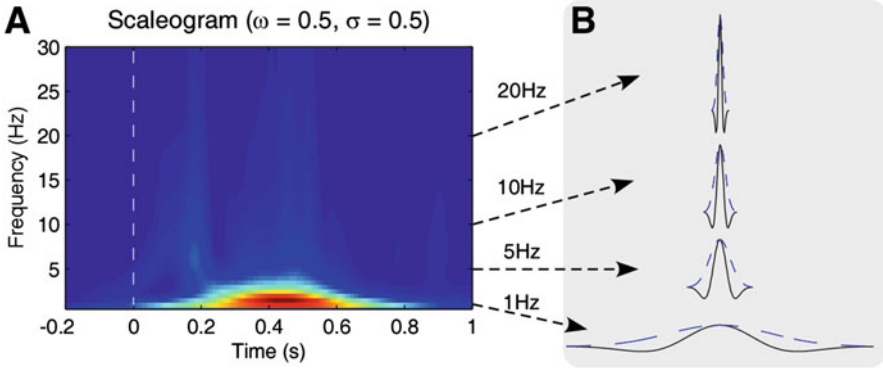 A
Scaleogram (ω = 0.5, σ = 0.5)
Frequency (Hz)
30
25
20
15
10
5
-0.2 0 0.2 0.4 0.6 0.8 1
Time (s)
20Hz
10Hz
5Hz
1Hz
B